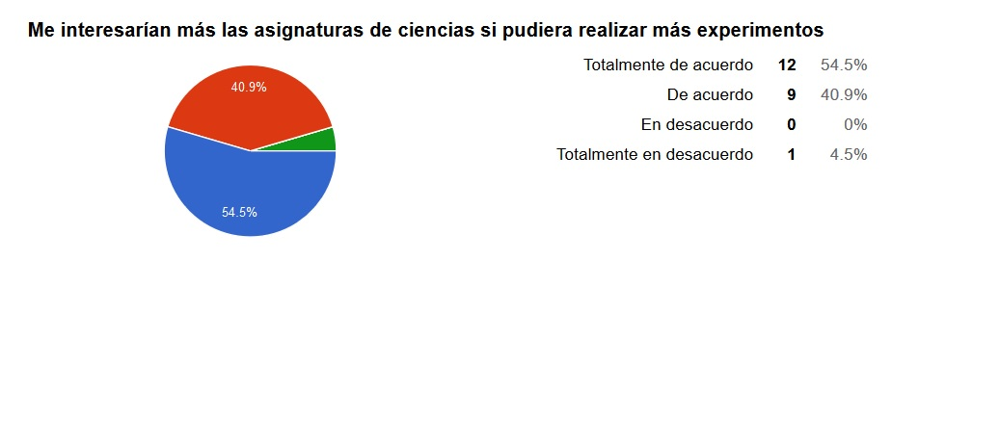 Me interesarían más las asignaturas de ciencias si pudiera realizar más experimentos
40.9%
54.5%
Totalmente de acuerdo 12 54.5%
De acuerdo 9 40.9%
En desacuerdo 0 0%
Totalmente en desacuerdo 1 4.5%